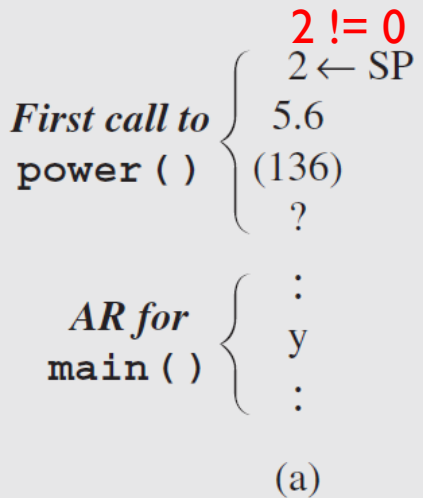 2 != 0
2 ← SP
First call to
power()
5.6
(136)
?
AR for
main()
:
y
:
(a)